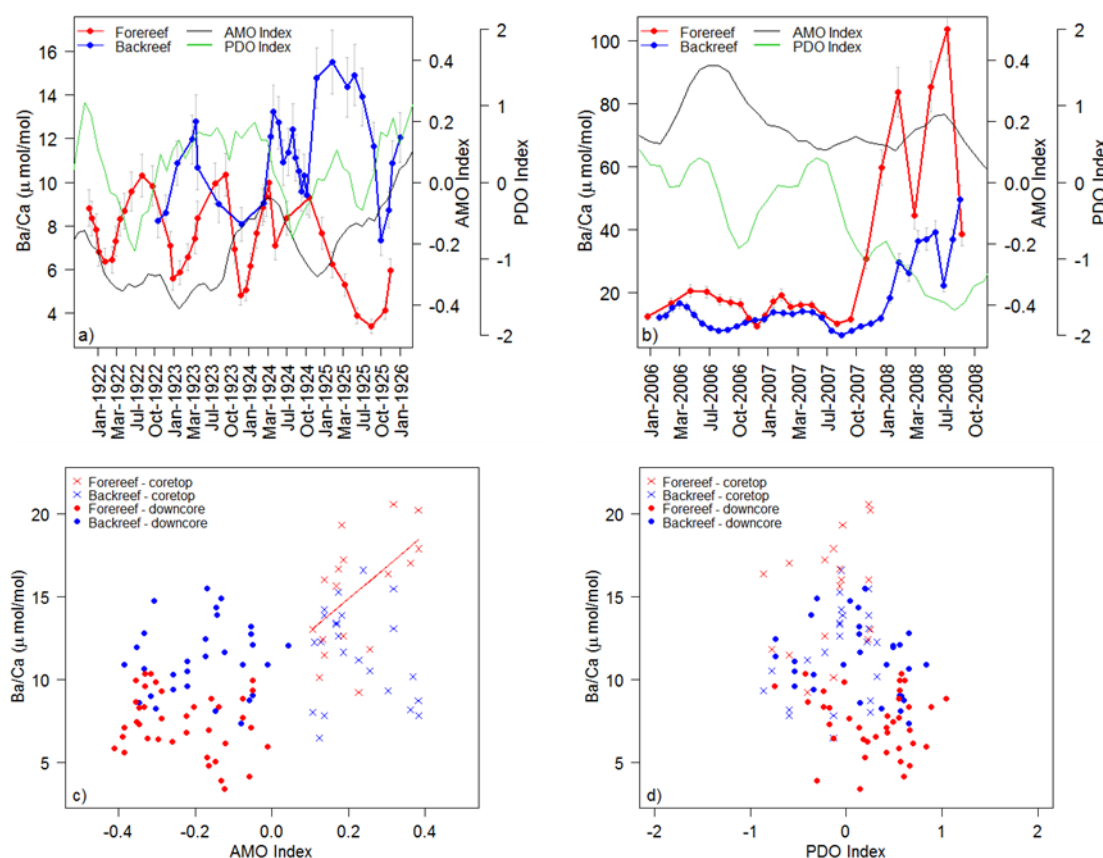 Forereef
Backreef
AMO Index
PDO Index
16
14
12
10
8
6
4
Ba/Ca (μ mol/mol)
0.4
0.2
0.0
-0.2
-0.4
AMO Index
2
1
0
-1
-2
PDO Index
a)
Jan-1922
Mar-1922
Jul-1922
Oct-1922
Jan-1923
Mar-1923
Jul-1923
Oct-1923
Jan-1924
Mar-1924
Jul-1924
Oct-1924
Jan-1925
Mar-1925
Jul-1925
Oct-1925
Jan-1926
Forereef
Backreef
AMO Index
PDO Index
100
80
60
40
20
Ba/Ca (μ mol/mol)
0.4
0.2
0.0
-0.2
-0.4
AMO Index
2
1
0
-1
-2
PDO Index
b)
Jan-2006
Mar-2006
Jul-2006
Oct-2006
Jan-2007
Mar-2007
Jul-2007
Oct-2007
Jan-2008
Mar-2008
Jul-2008
Oct-2008
Forereef - coretop
Backreef - coretop
Forereef - downcore
Backreef - downcore
20
15
10
5
Ba/Ca (μ mol/mol)
c)
-0.4
-0.2
0.0
0.2
0.4
AMO Index
Forereef - coretop
Backreef - coretop
Forereef - downcore
Backreef - downcore
20
15
10
5
Ba/Ca (μ mol/mol)
d)
-2
-1
0
1
2
PDO Index